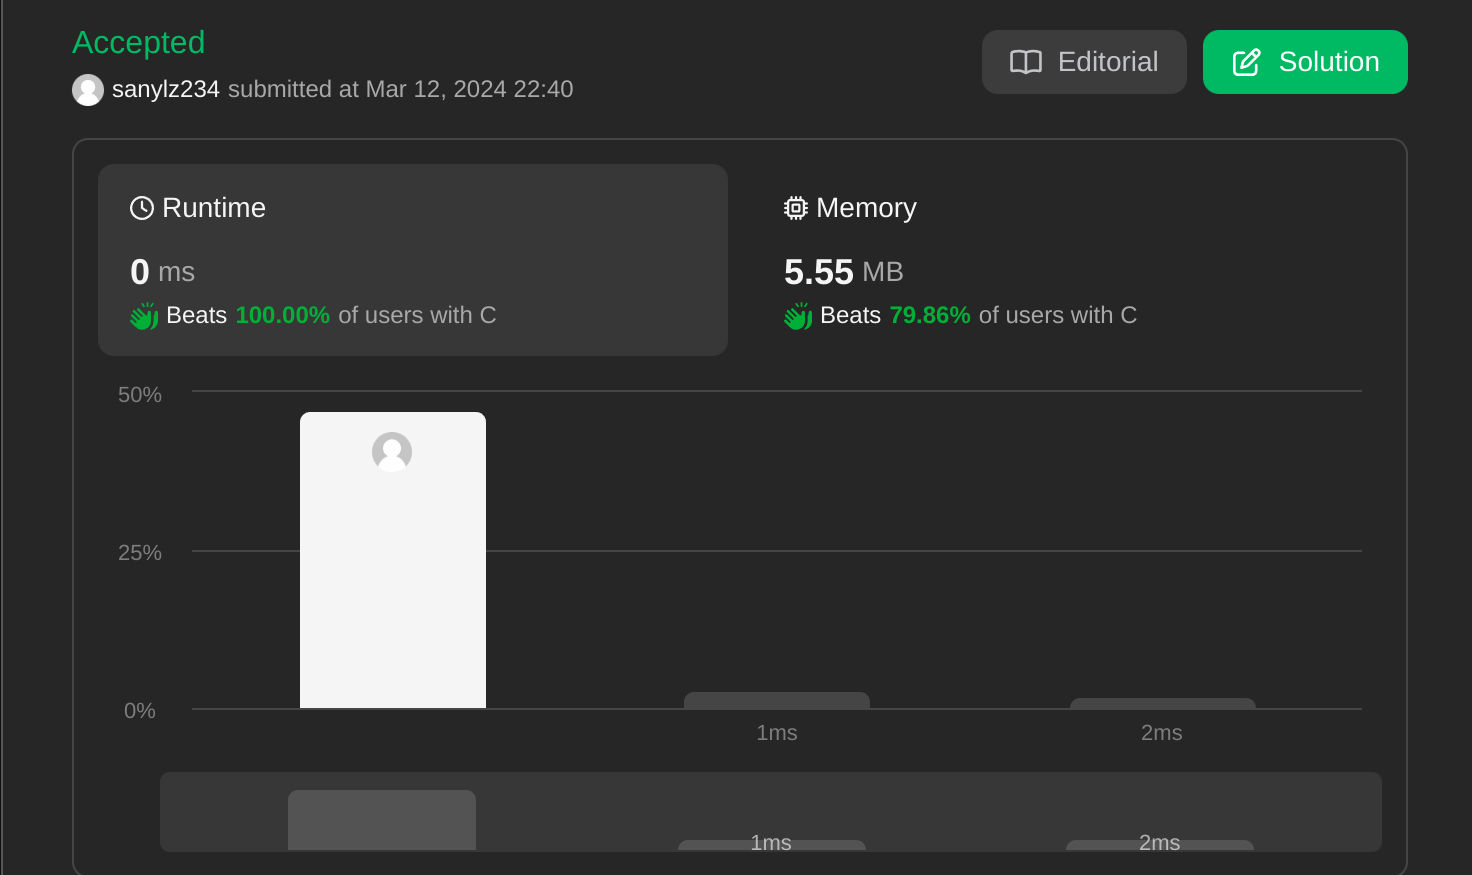 Accepted
Editorial
Solution
sanylz234 submitted at Mar 12, 2024 22:40
Runtime
0 ms
Beats 100.00% of users with C
Memory
5.55 MB
Beats 79.86% of users with C
50%
25%
0%
1ms
2ms
1ms
2ms